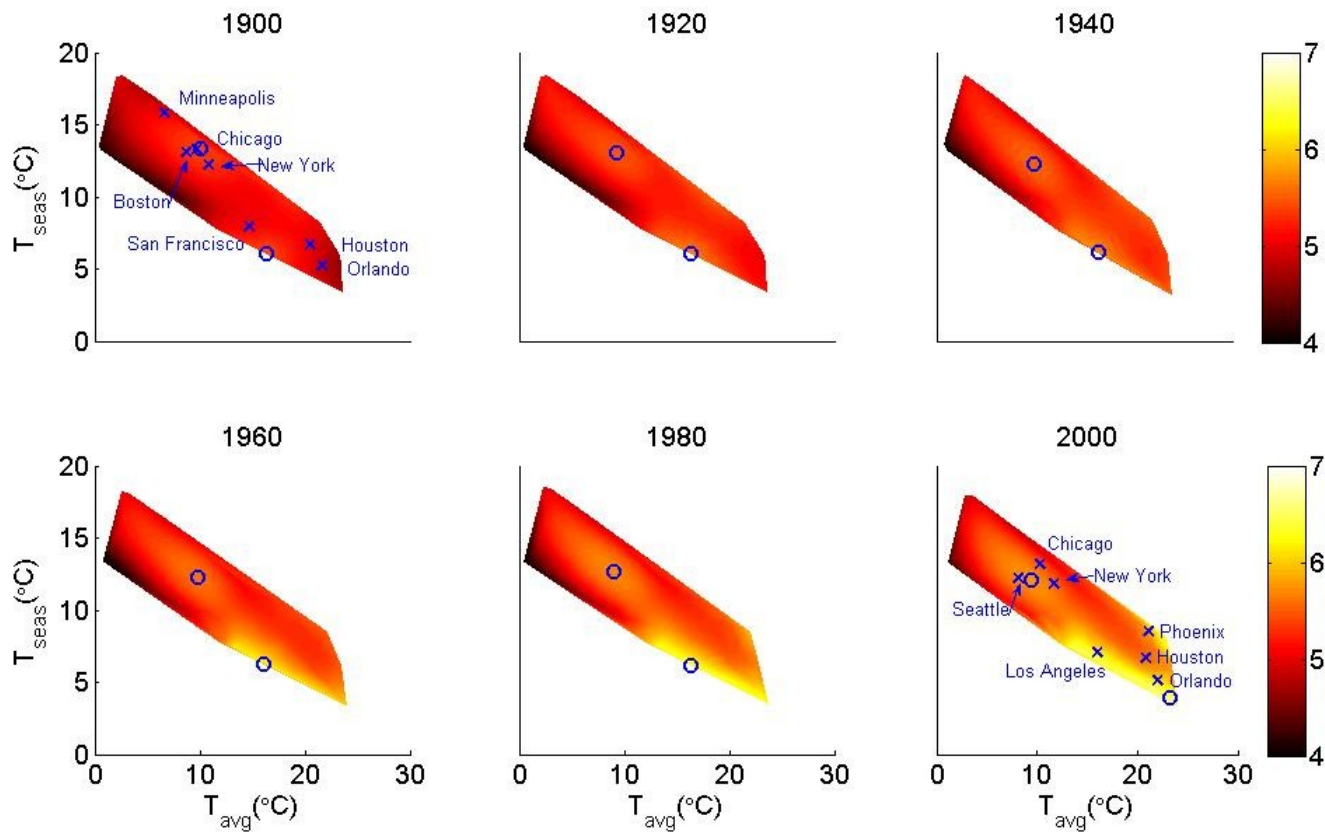 1900
1920
1940
20
15
10
5
0
T_seas(°C)
Minneapolis
Chicago
New York
Boston
San Francisco
Houston
Orlando
7
6
5
4
1960
1980
2000
20
15
10
5
0
T_seas(°C)
Chicago
New York
Seattle
Phoenix
Los Angeles
Houston
Orlando
7
6
5
4
0 10 20 30
0 10 20 30
0 10 20 30
T_avg(°C)
T_avg(°C)
T_avg(°C)